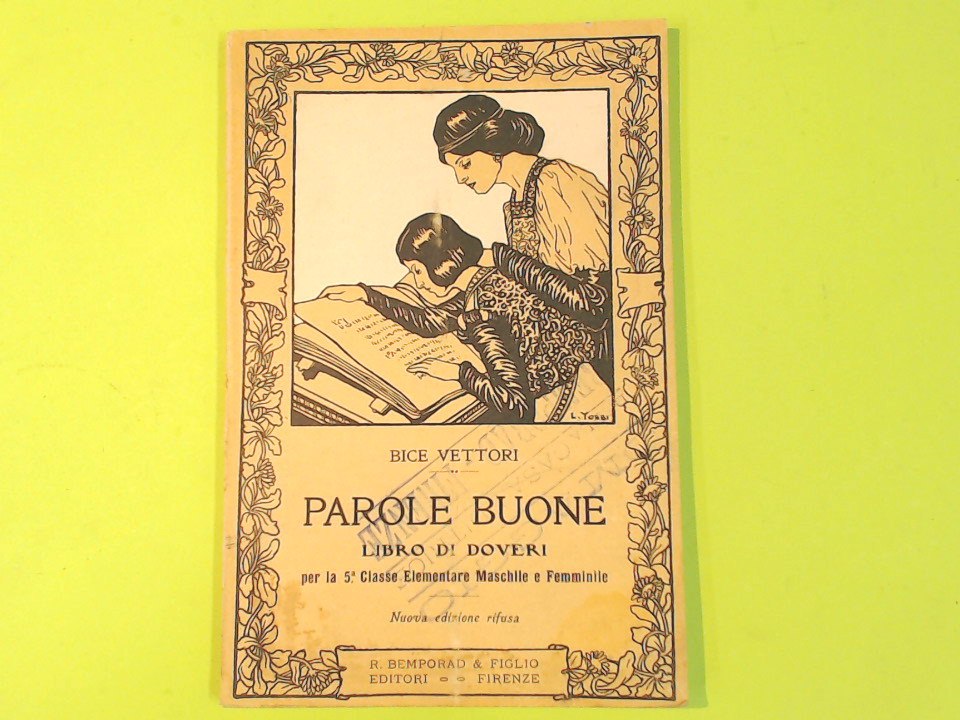 BICE VETTORI
PAROLE BUONE
LIBRO DI DOVERI
per la 5ª Classe Elementare Maschile e Femminile
Nuova edizione rifusa
R. BEMPORAD & FIGLIO
EDITORI FIRENZE